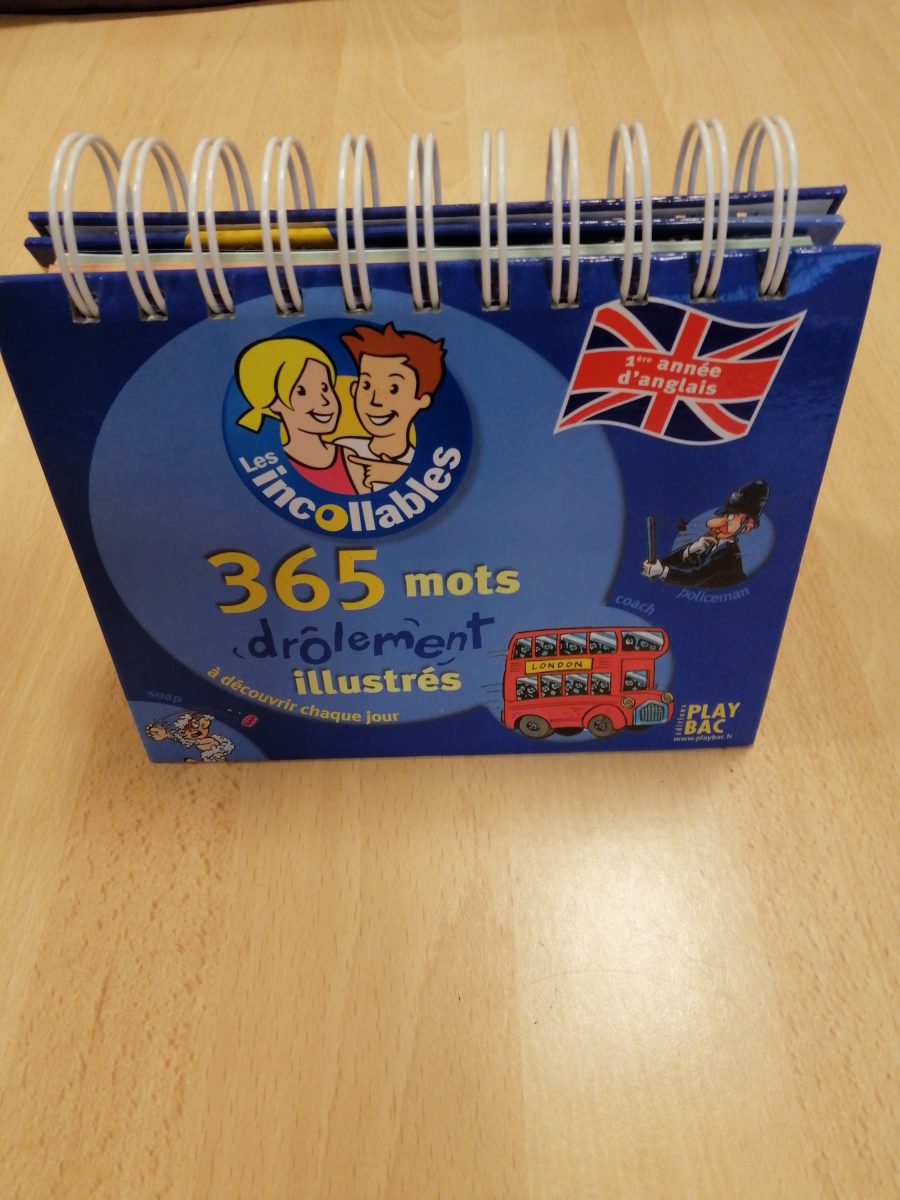 1ère année
d'anglais
Les
incollables
365 mots
drôlement
illustrés
à découvrir chaque jour
policeman
coach
LONDON
soap
éditions
PLAY
BAC
www.playbac.fr